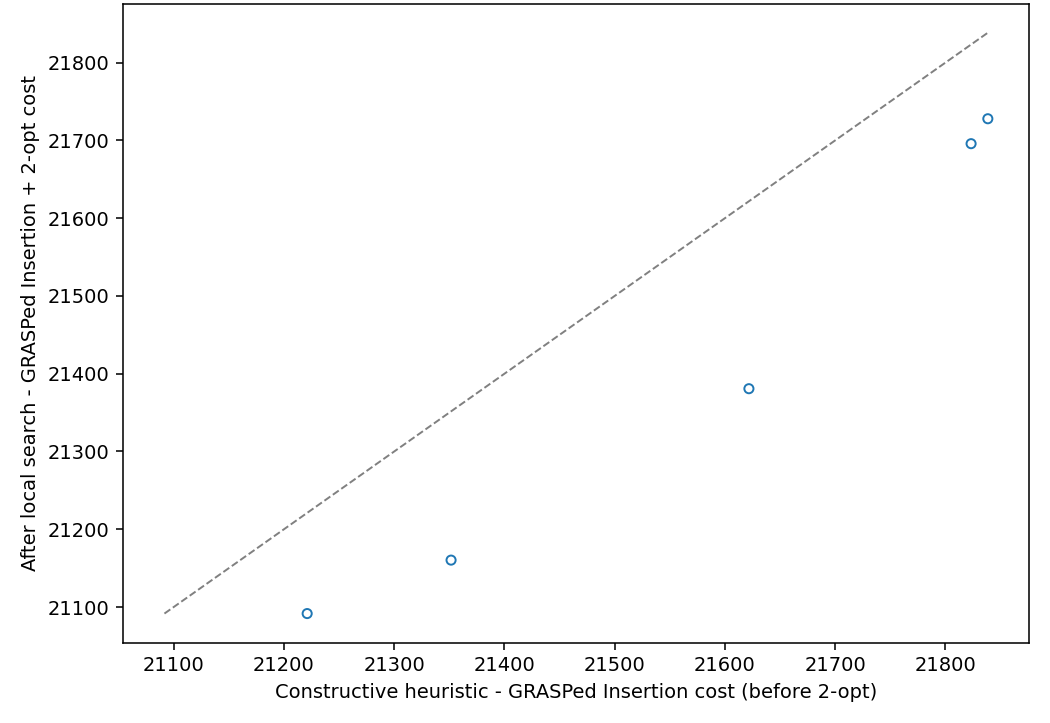 After local search - GRASPed Insertion + 2-opt cost
21800
21700
21600
21500
21400
21300
21200
21100
21100 21200 21300 21400 21500 21600 21700 21800
Constructive heuristic - GRASPed Insertion cost (before 2-opt)